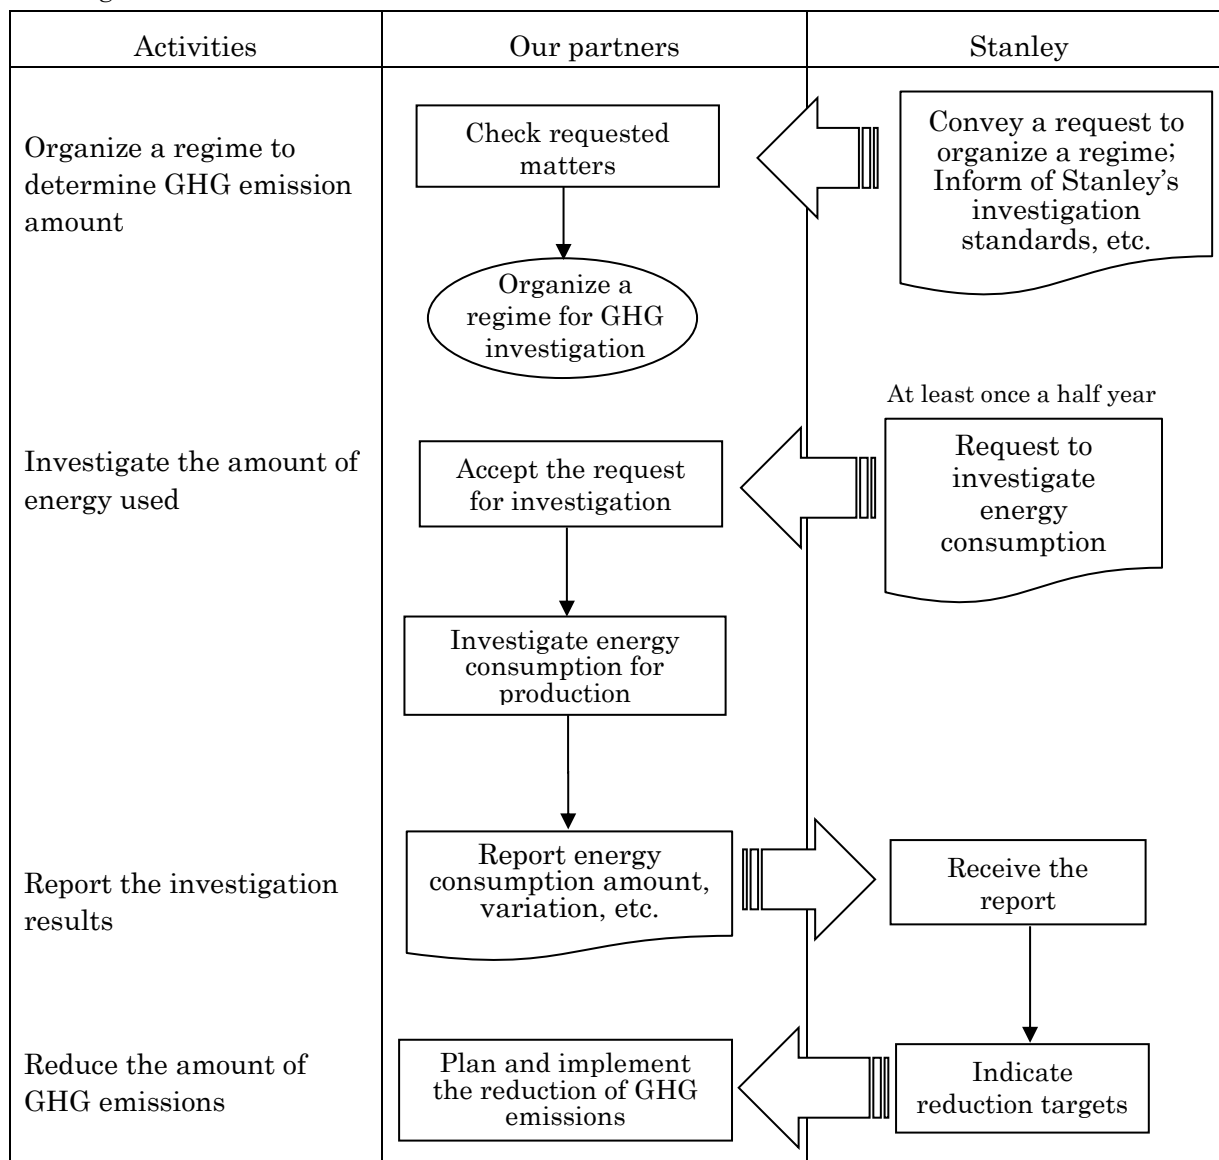 Activities
Our partners
Stanley
Organize a regime to
determine GHG emission
amount
Check requested
matters
Convey a request to
organize a regime;
Inform of Stanley's
investigation
standards, etc.
Organize a
regime for GHG
investigation
At least once a half year
Investigate the amount of
energy used
Accept the request
for investigation
Request to
investigate
energy
consumption
Investigate energy
consumption for
production
Report the investigation
results
Report energy
consumption amount,
variation, etc.
Receive the
report
Reduce the amount of
GHG emissions
Plan and implement
the reduction of GHG
emissions
Indicate
reduction targets